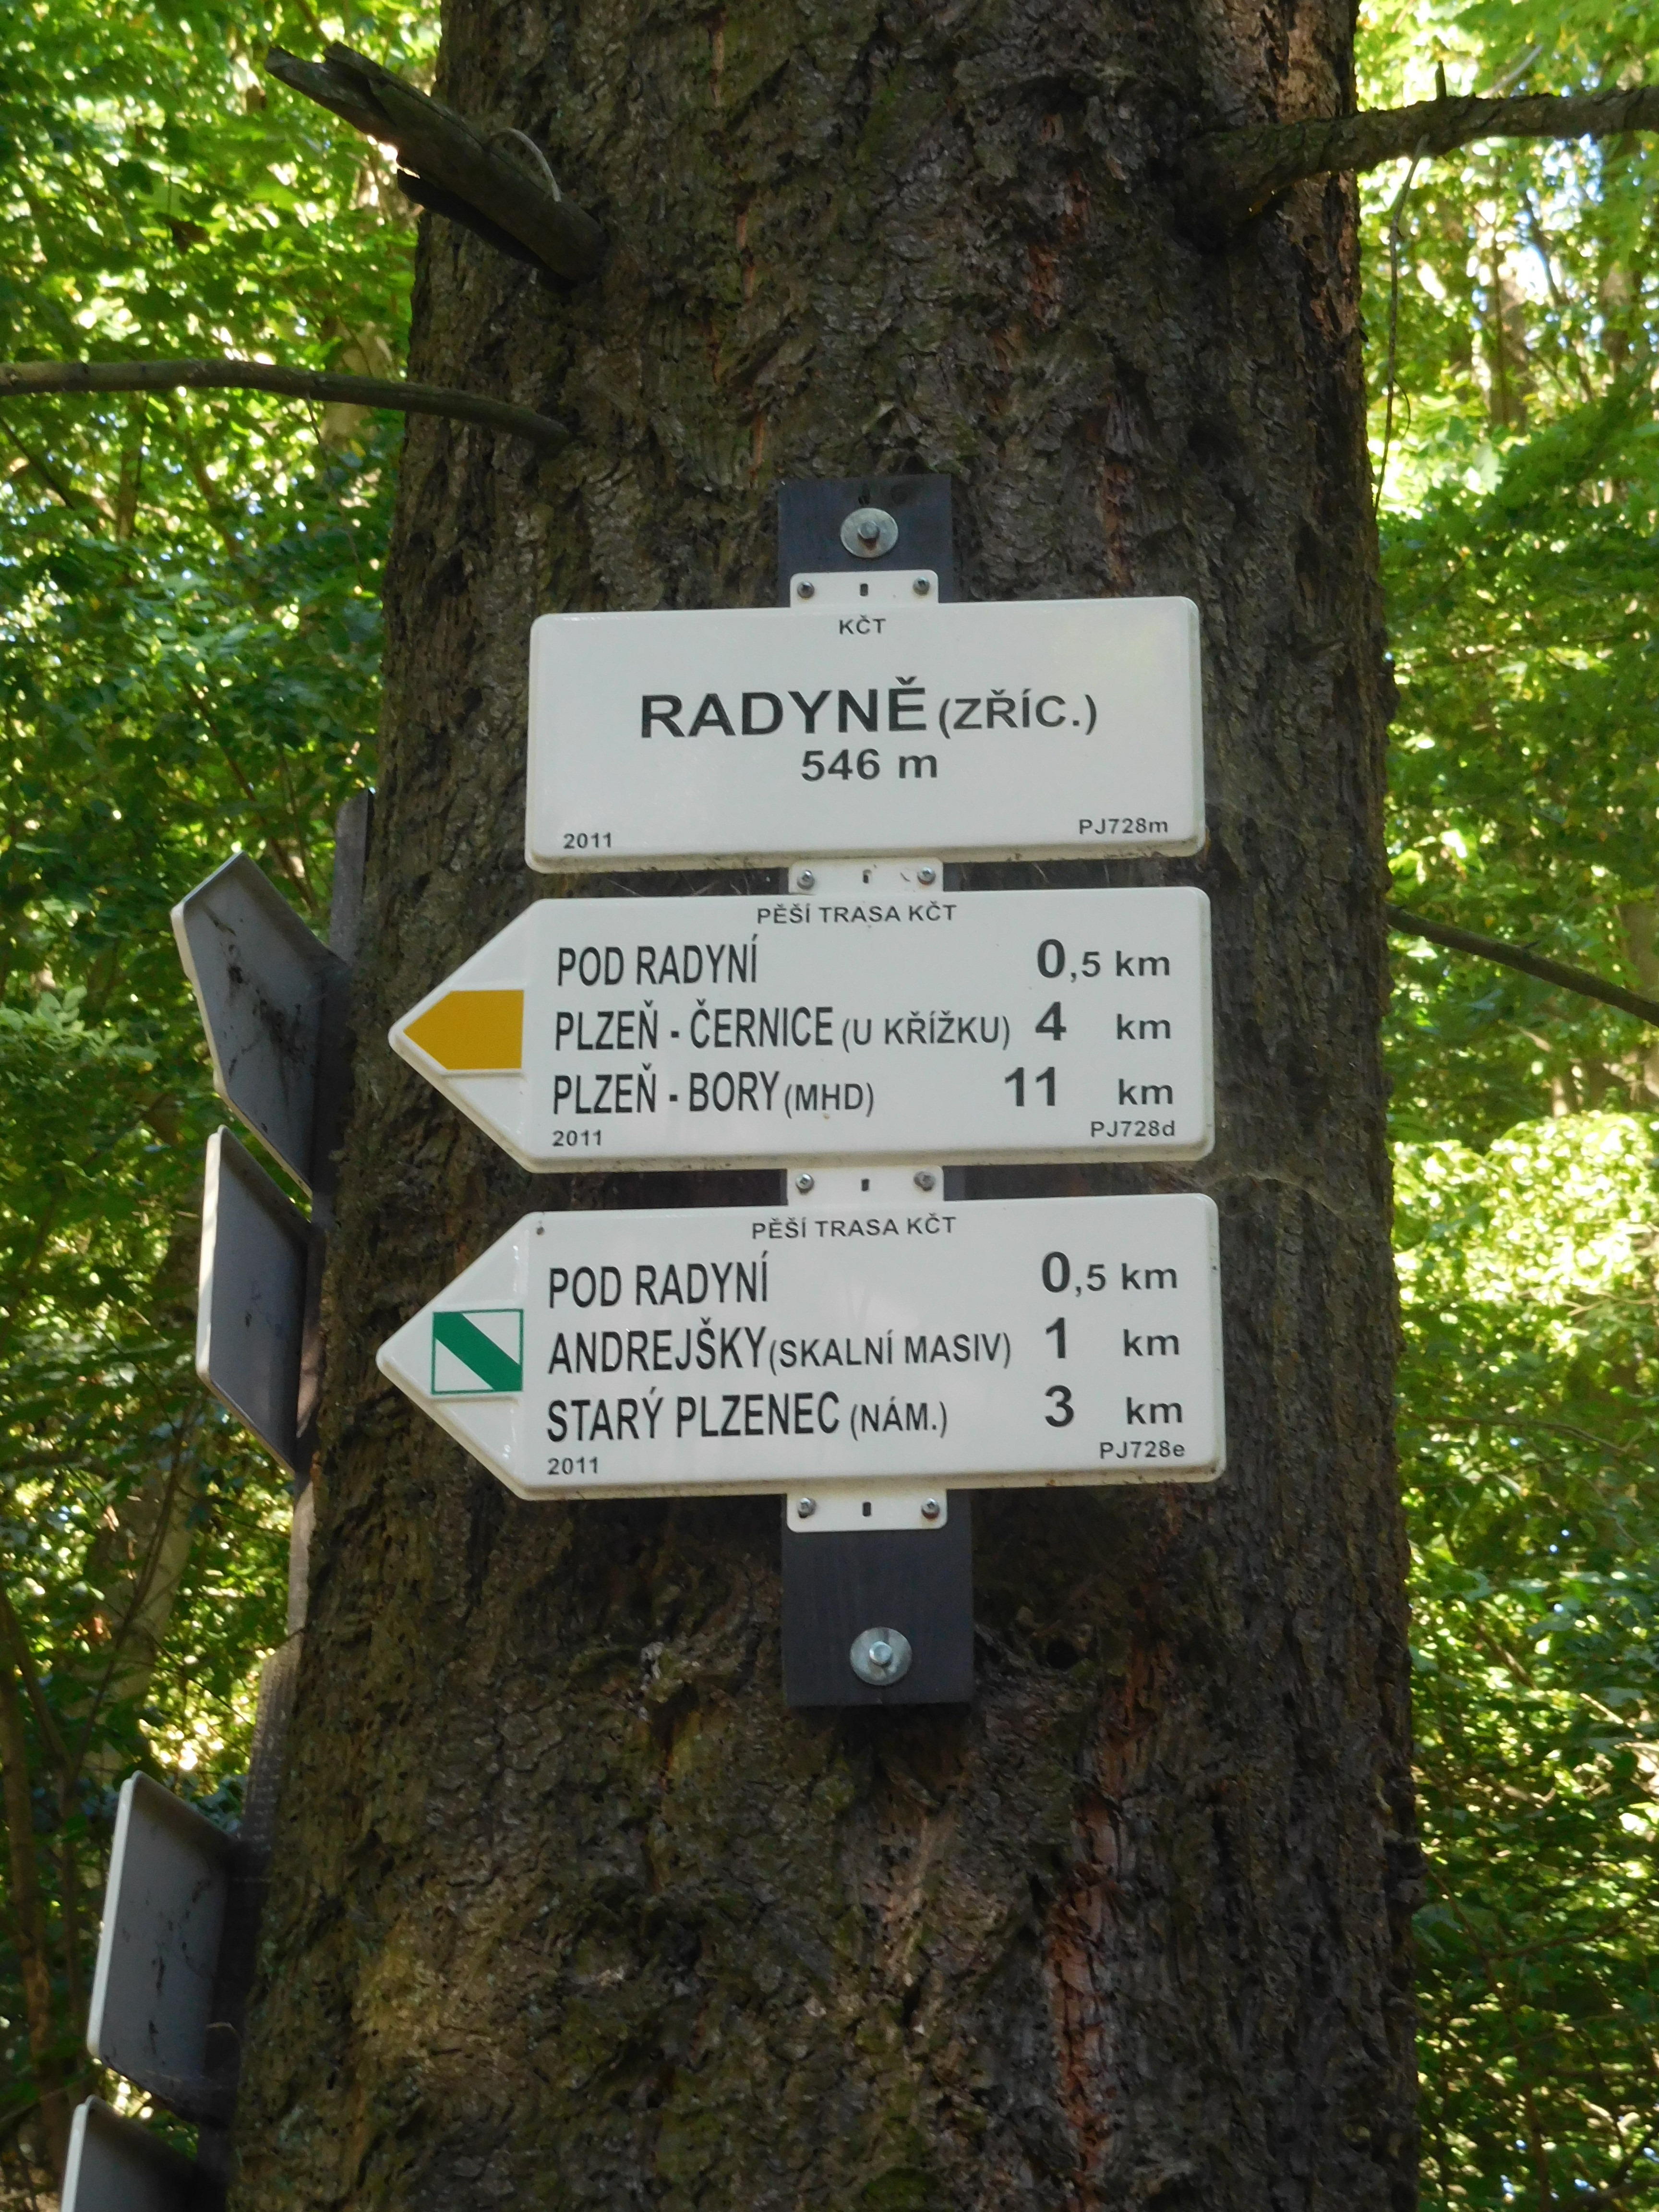 KČT
RADYNĚ (ZŘÍC.)
546 m
2011 PJ728m
PĚŠÍ TRASA KČT
POD RADYNÍ 0,5 km
PLZEŇ - ČERNICE (U KŘÍŽKU) 4 km
PLZEŇ - BORY (MHD) 11 km
2011 PJ728d
PĚŠÍ TRASA KČT
POD RADYNÍ 0,5 km
ANDREJŠKY (SKALNÍ MASIV) 1 km
STARÝ PLZENEC (NÁM.) 3 km
2011 PJ728e